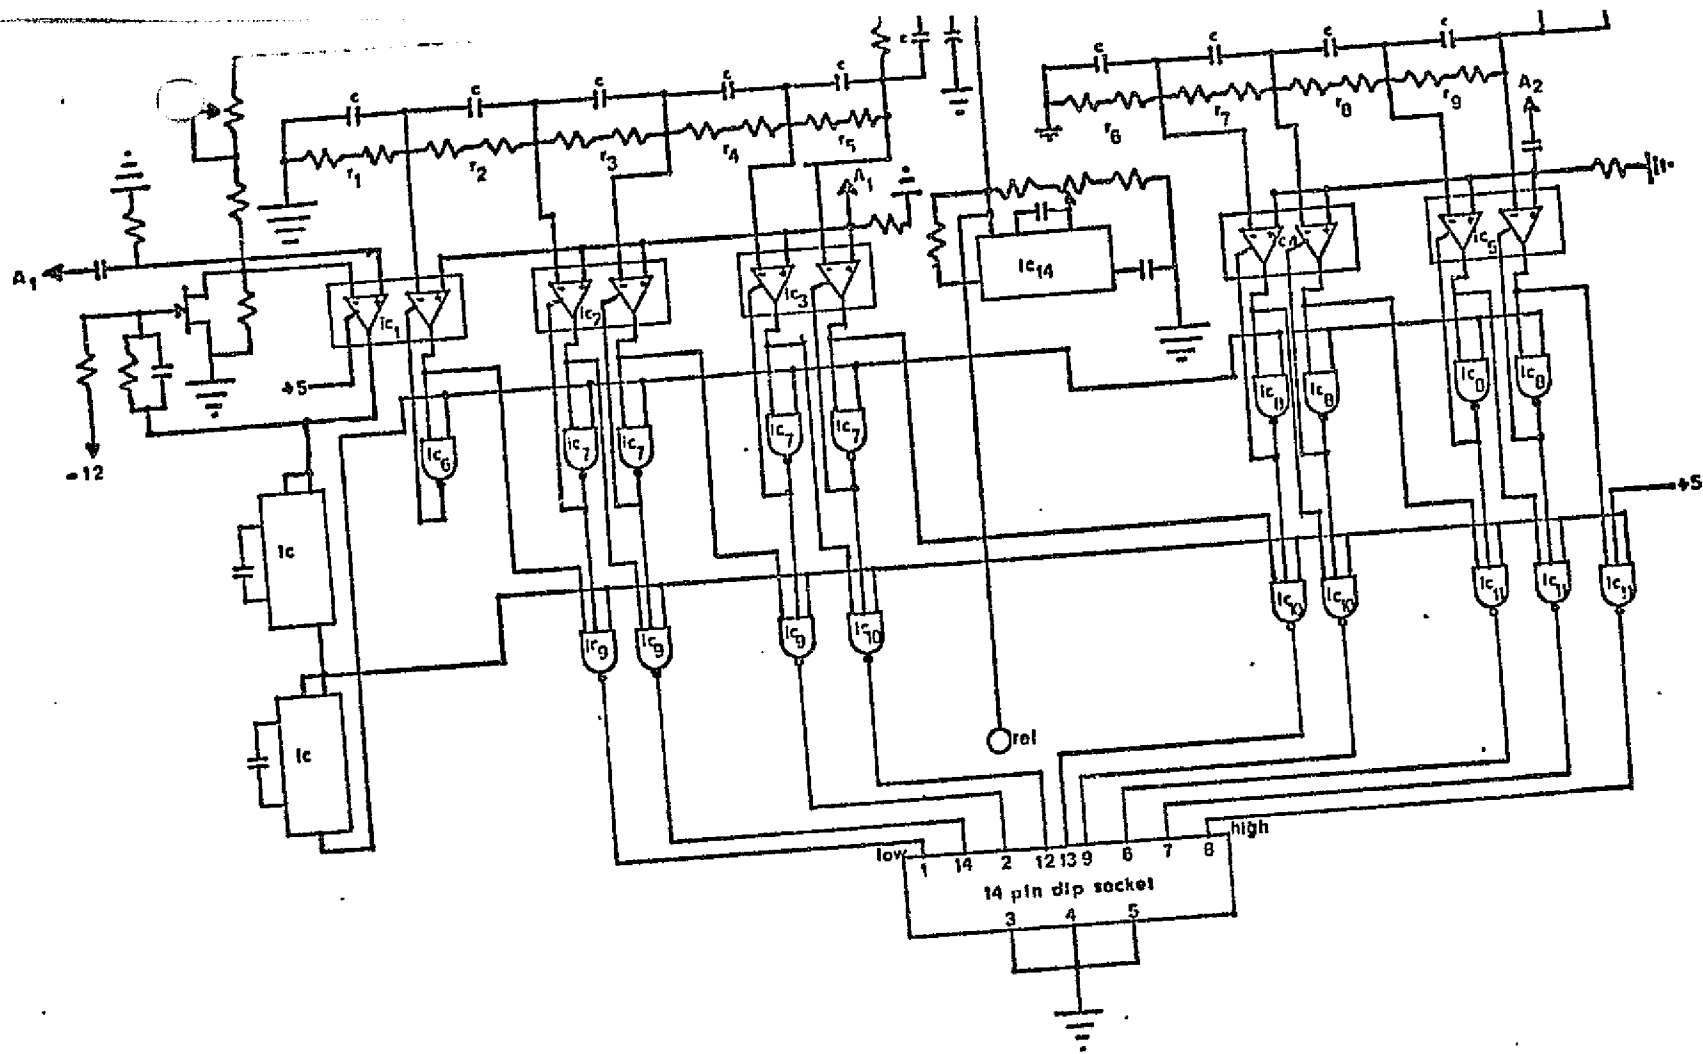 c c c c c c c c c c
A2
r1 r2 r3 r4 r5 r6 r7 r8 r9
A1
A1
ic1 ic2 ic3 ic14 ic4 ic5
+5
-12
ic6 ic7 ic7 ic7 ic7 ic8 ic8 ic8
+5
Ic
ic9 ic9 ic9 ic10 ic10 ic10 ic11 ic11 ic11
Ic
ref
low high
1 14 2 12 13 9 6 7 8
14 pin dip socket
3 4 5